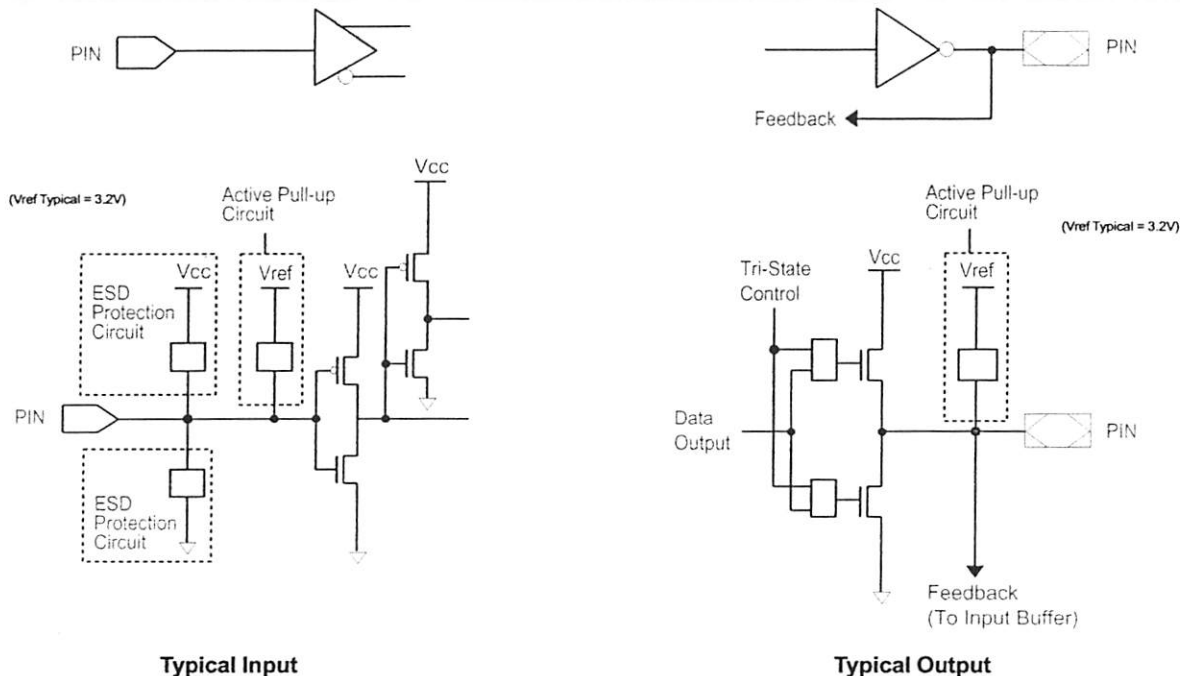 PIN
PIN
Feedback
(Vref Typical = 3.2V)
Active Pull-up
Circuit
Vcc
ESD
Protection
Circuit
Vcc
Vref
Vcc
PIN
ESD
Protection
Circuit
Typical Input
Active Pull-up
Circuit
(Vref Typical = 3.2V)
Tri-State
Control
Vcc
Vref
Data
Output
PIN
Feedback
(To Input Buffer)
Typical Output